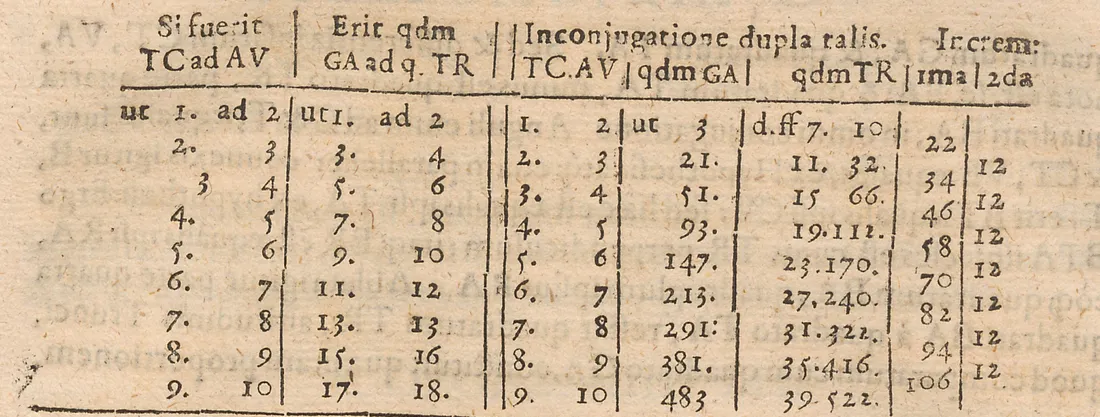 Si fuerit | Erit qdm || Inconjugatione dupla talis. Increm:
TC ad AV | GA ad q. TR || TC.AV | qdm GA | qdm TR | 1ma | 2da
ut 1. ad 2 | ut 1. ad 2 | 1. 2 | ut 3 | d.ff 7. 10
22
2. 3 | 3. 4 | 2. 3 | 21. | 11. 32.
12
34
3 4 | 5. 6 | 3. 4 | 51. | 15 66.
12
46
4. 5 | 7. 8 | 4. 5 | 93. | 19.112.
12
58
5. 6 | 9. 10 | 5. 6 | 147. | 23.170.
12
70
6. 7 | 11. 12 | 6. 7 | 213. | 27.240.
12
82
7. 8 | 13. 13 | 7. 8 | 291: | 31.322.
12
94
8. 9 | 15. 16 | 8. 9 | 381. | 35.416.
12
106
9. 10 | 17. 18. | 9. 10 | 483 | 39 522.